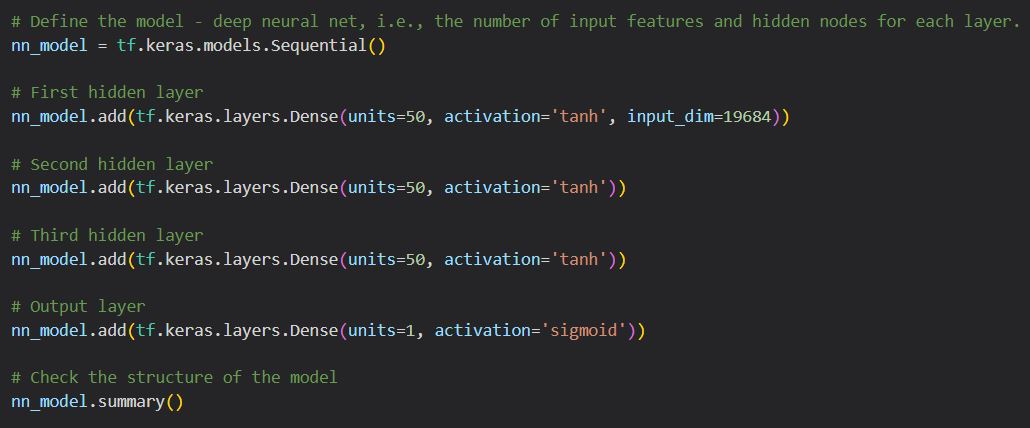 # Define the model - deep neural net, i.e., the number of input features and hidden nodes for each layer.
nn_model = tf.keras.models.Sequential()
# First hidden layer
nn_model.add(tf.keras.layers.Dense(units=50, activation='tanh', input_dim=19684))
# Second hidden layer
nn_model.add(tf.keras.layers.Dense(units=50, activation='tanh'))
# Third hidden layer
nn_model.add(tf.keras.layers.Dense(units=50, activation='tanh'))
# Output layer
nn_model.add(tf.keras.layers.Dense(units=1, activation='sigmoid'))
# Check the structure of the model
nn_model.summary()